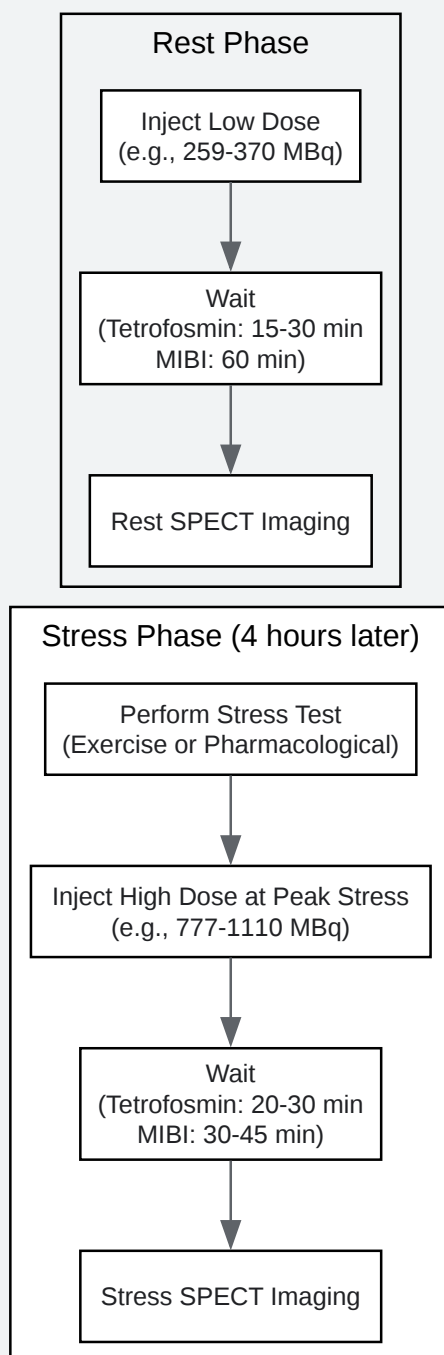 Rest Phase
Inject Low Dose
(e.g., 259-370 MBq)
Wait
(Tetrofosmin: 15-30 min
MIBI: 60 min)
Rest SPECT Imaging
Stress Phase (4 hours later)
Perform Stress Test
(Exercise or Pharmacological)
Inject High Dose at Peak Stress
(e.g., 777-1110 MBq)
Wait
(Tetrofosmin: 20-30 min
MIBI: 30-45 min)
Stress SPECT Imaging